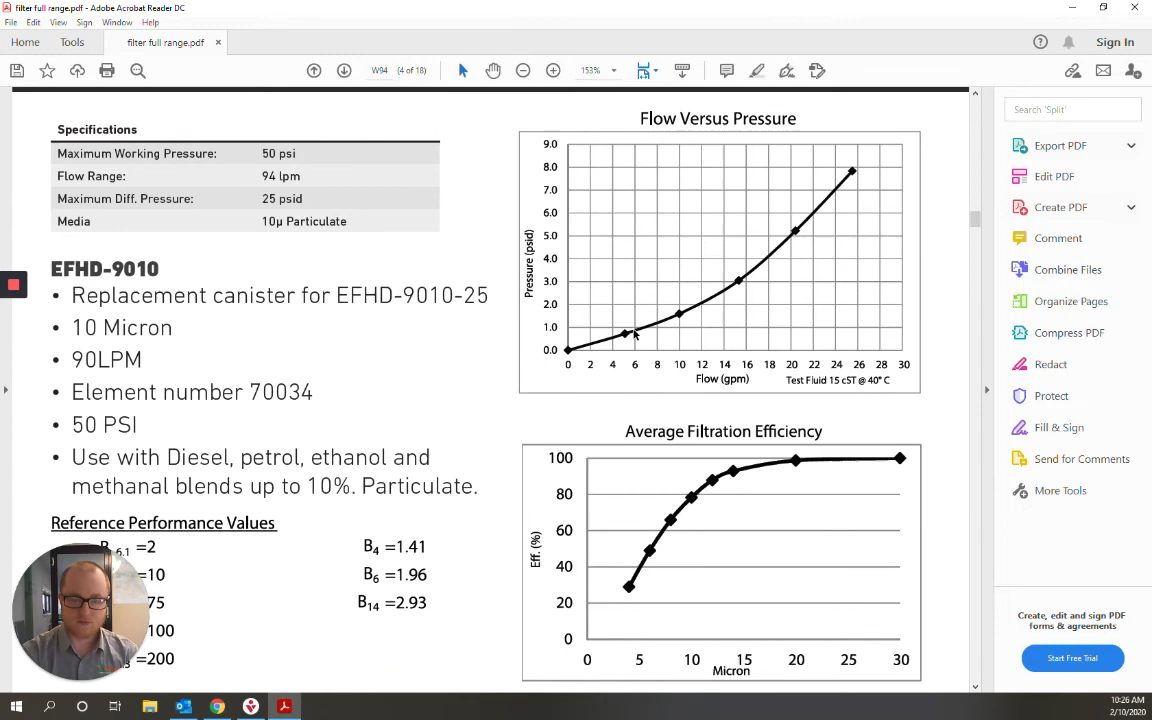 filter full range.pdf - Adobe Acrobat Reader DC
File Edit View Sign Window Help
Home Tools filter full range.pdf × Sign In
W94 (4 of 18) 153%
Specifications
Maximum Working Pressure: 50 psi
Flow Range: 94 lpm
Maximum Diff. Pressure: 25 psid
Media 10µ Particulate
EFHD-9010
• Replacement canister for EFHD-9010-25
• 10 Micron
• 90LPM
• Element number 70034
• 50 PSI
• Use with Diesel, petrol, ethanol and
methanal blends up to 10%. Particulate.
Reference Performance Values
6.1 =2 B4 =1.41
=10 B6 =1.96
75 B14 =2.93
100
=200
Flow Versus Pressure
Pressure (psid)
9.0
8.0
7.0
6.0
5.0
4.0
3.0
2.0
1.0
0.0
0 2 4 6 8 10 12 14 16 18 20 22 24 26 28 30
Flow (gpm) Test Fluid 15 cST @ 40° C
Average Filtration Efficiency
Eff. (%)
100
80
60
40
20
0
0 5 10 15 20 25 30
Micron
Search 'Split'
Export PDF
Edit PDF
Create PDF
Comment
Combine Files
Organize Pages
Compress PDF
Redact
Protect
Fill & Sign
Send for Comments
More Tools
Create, edit and sign PDF
forms & agreements
Start Free Trial
10:26 AM
2/10/2020